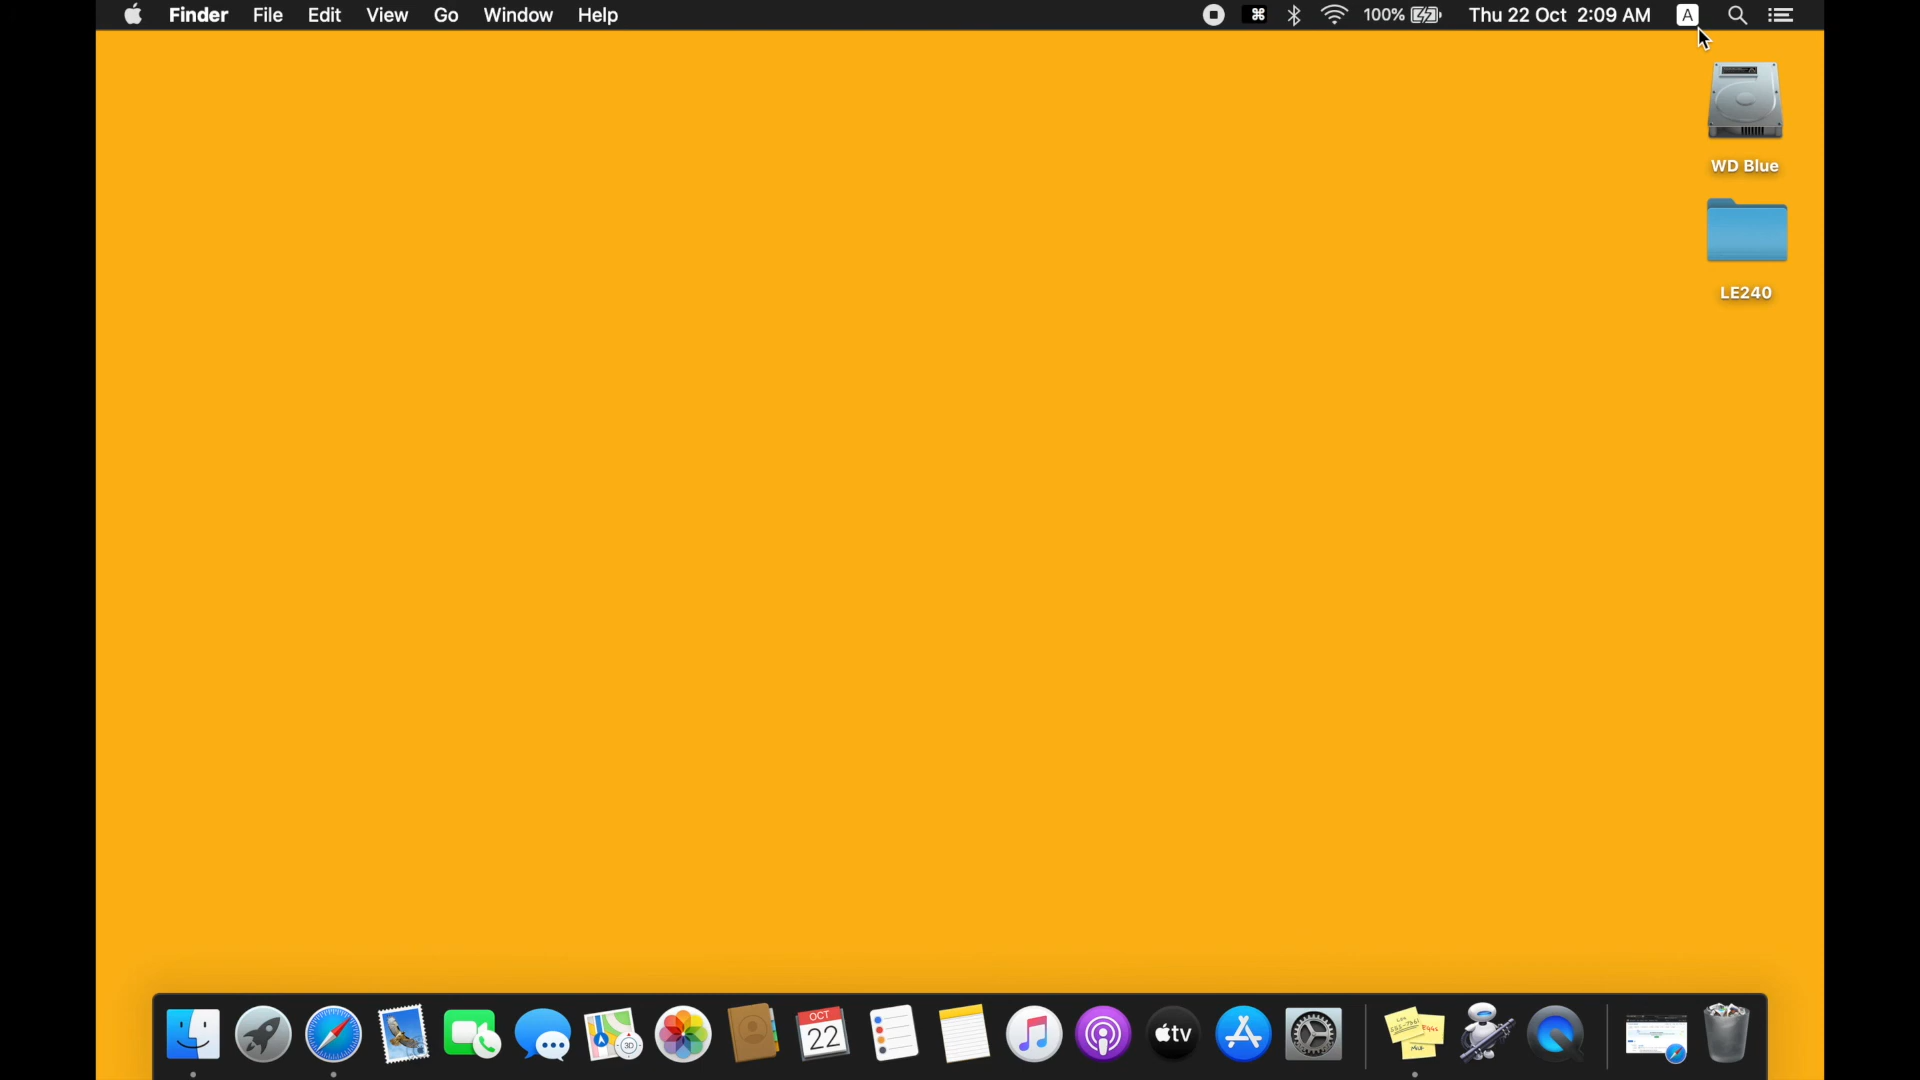 Finder File Edit View Go Window Help 100% Thu 22 Oct 2:09 AM A
WD Blue
LE240
OCT
22
3D
tv